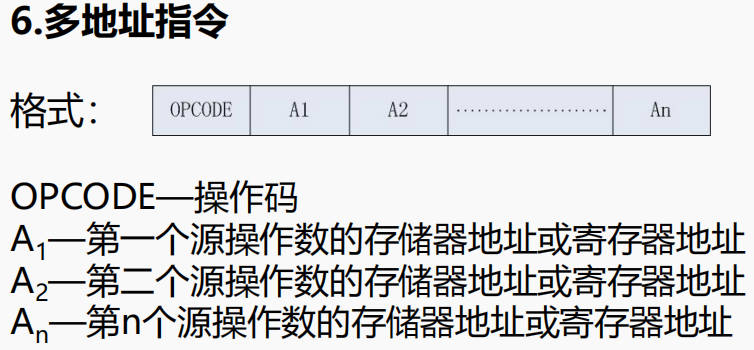 6.多地址指令
格式： OPCODE A1 A2 …………………… An
OPCODE—操作码
A₁—第一个源操作数的存储器地址或寄存器地址
A₂—第二个源操作数的存储器地址或寄存器地址
Aₙ—第n个源操作数的存储器地址或寄存器地址